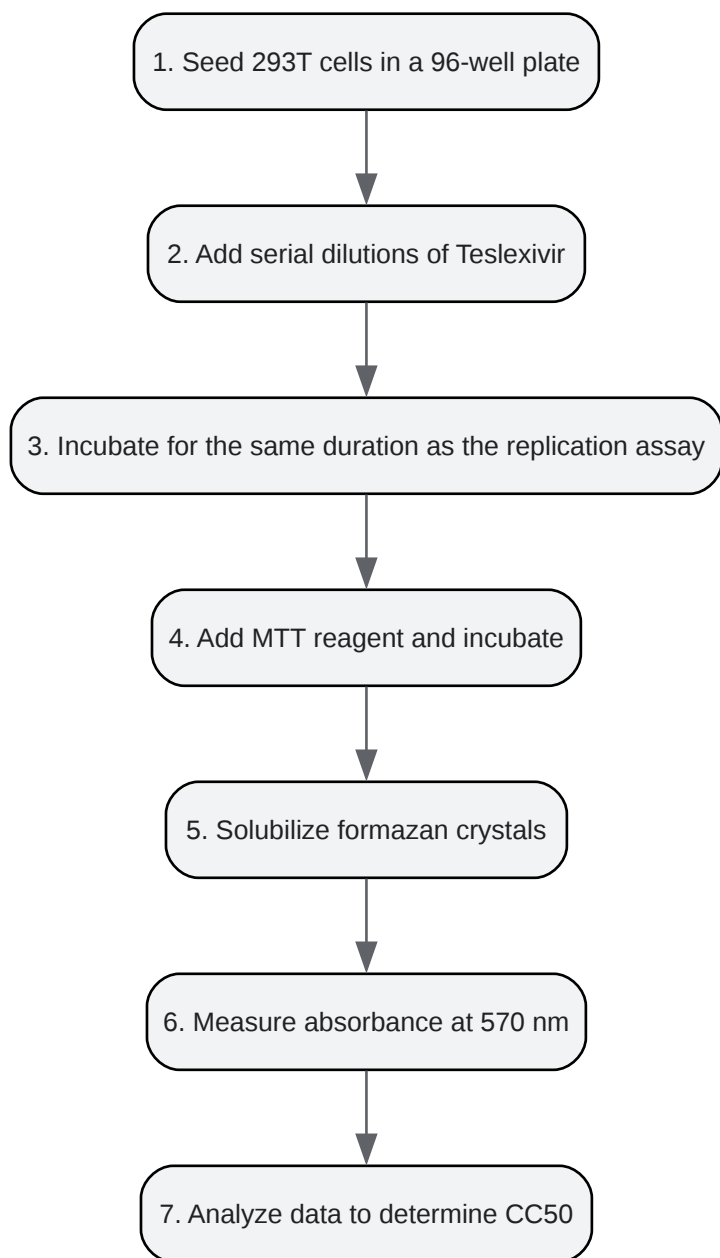 1. Seed 293T cells in a 96-well plate
2. Add serial dilutions of Teslexivir
3. Incubate for the same duration as the replication assay
4. Add MTT reagent and incubate
5. Solubilize formazan crystals
6. Measure absorbance at 570 nm
7. Analyze data to determine CC50